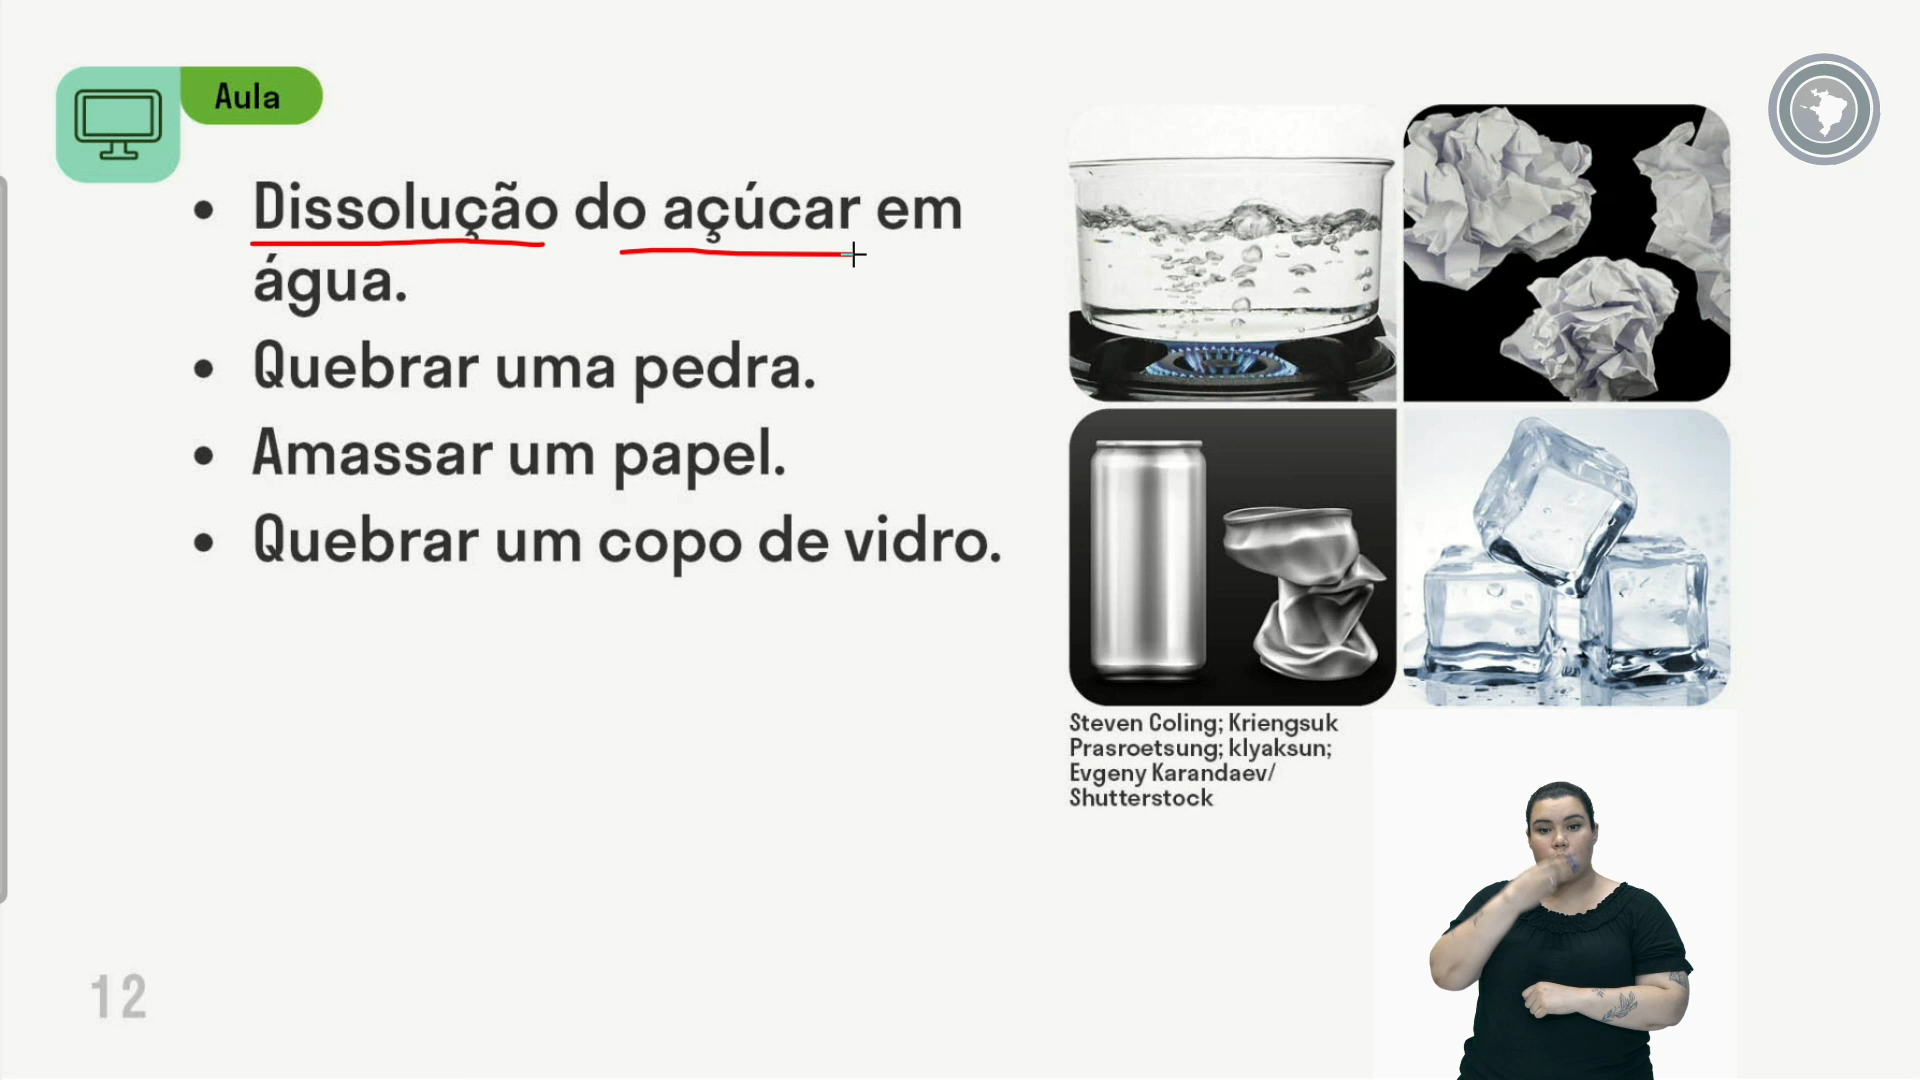 Aula
• Dissolução do açúcar em
água.
• Quebrar uma pedra.
• Amassar um papel.
• Quebrar um copo de vidro.
Steven Coling; Kriengsuk
Prasroetsung; klyaksun;
Evgeny Karandaev/
Shutterstock
12